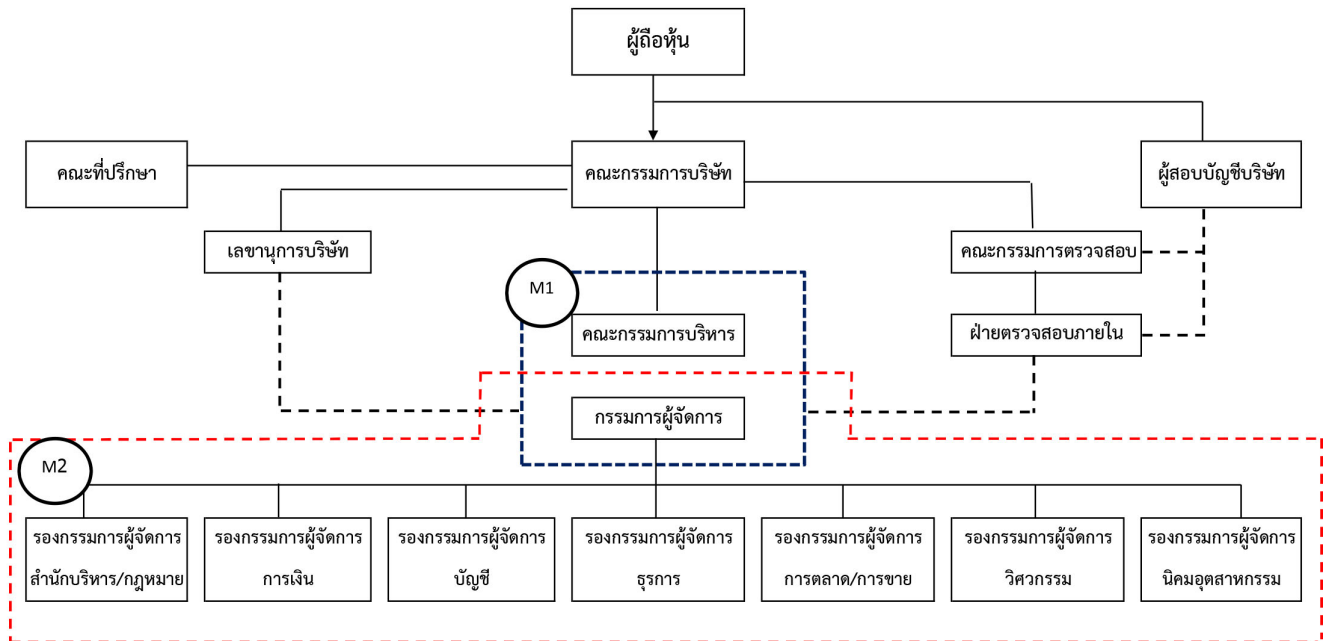 ผู้ถือหุ้น
คณะที่ปรึกษา
คณะกรรมการบริษัท
ผู้สอบบัญชีบริษัท
เลขานุการบริษัท
คณะกรรมการตรวจสอบ
M1
คณะกรรมการบริหาร
ฝ่ายตรวจสอบภายใน
กรรมการผู้จัดการ
M2
รองกรรมการผู้จัดการ
สำนักบริหาร/กฎหมาย
รองกรรมการผู้จัดการ
การเงิน
รองกรรมการผู้จัดการ
บัญชี
รองกรรมการผู้จัดการ
ธุรการ
รองกรรมการผู้จัดการ
การตลาด/การขาย
รองกรรมการผู้จัดการ
วิศวกรรม
รองกรรมการผู้จัดการ
นิคมอุตสาหกรรม